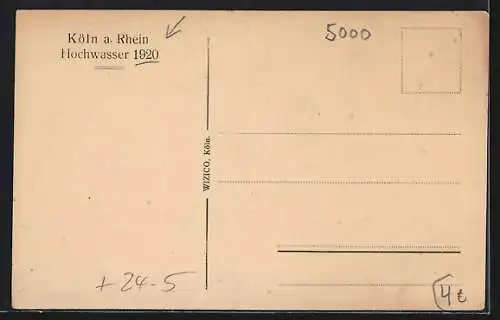 Köln a. Rhein
Hochwasser 1920
5000
WIZICO, Köln.
+ 24-5
4€